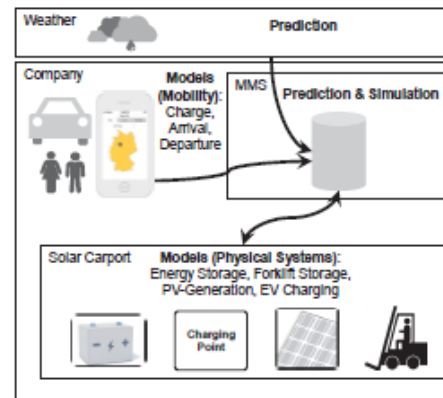 Weather
Prediction
Company
Models
(Mobility):
Charge,
Arrival,
Departure
MMS
Prediction & Simulation
Solar Carport
Models (Physical Systems):
Energy Storage, Forklift Storage,
PV-Generation, EV Charging
Charging
Point